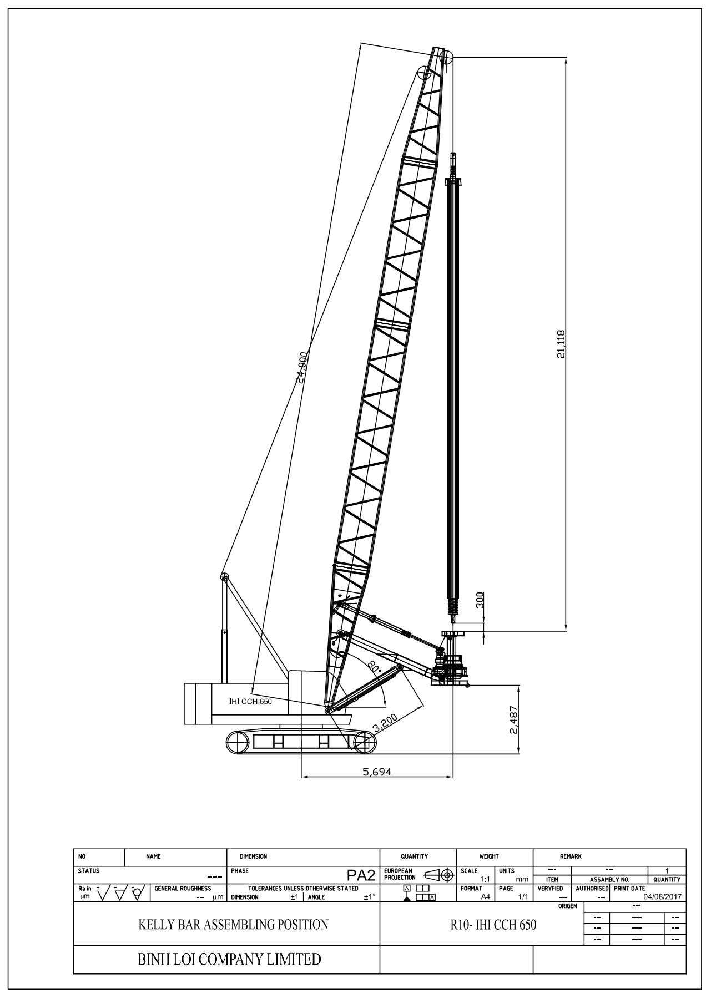 24,000
21,118
300
80°
IHI CCH 650
3,200
2,487
5,694
NO NAME DIMENSION QUANTITY WEIGHT REMARK
STATUS --- PHASE PA2 EUROPEAN PROJECTION SCALE 1:1 UNITS mm --- -- 1
ITEM ASSAMBLY NO. QUANTITY
Ra in µm GENERAL ROUGHNESS -- µm TOLERANCES UNLESS OTHERWISE STATED A FORMAT A4 PAGE 1/1 VERYFIED -- AUTHORISED -- PRINT DATE 04/08/2017
DIMENSION ±1 ANGLE ±1° A
ORIGEN --
KELLY BAR ASSEMBLING POSITION R10- IHI CCH 650
-- --- --
-- --- --
-- --- --
BINH LOI COMPANY LIMITED